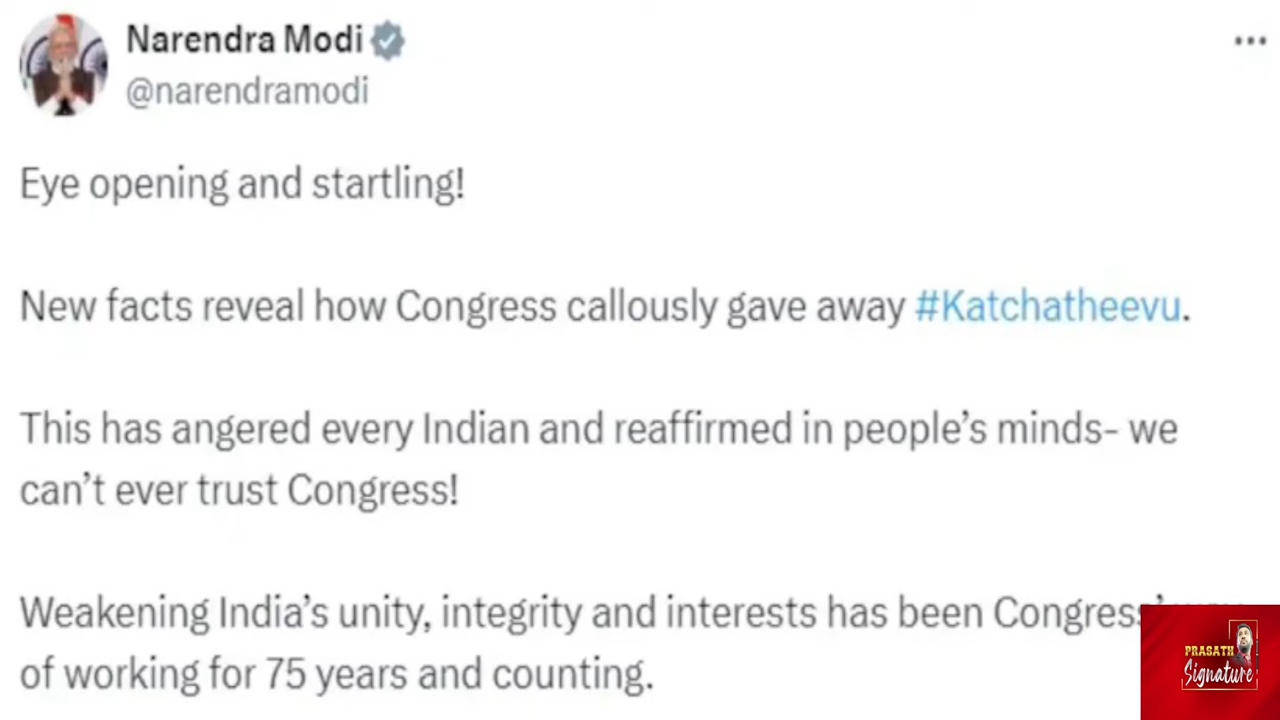 Narendra Modi
@narendramodi
Eye opening and startling!
New facts reveal how Congress callously gave away #Katchatheevu.
This has angered every Indian and reaffirmed in people’s minds- we
can’t ever trust Congress!
Weakening India’s unity, integrity and interests has been Congress’
of working for 75 years and counting.
PRASATH
Signature